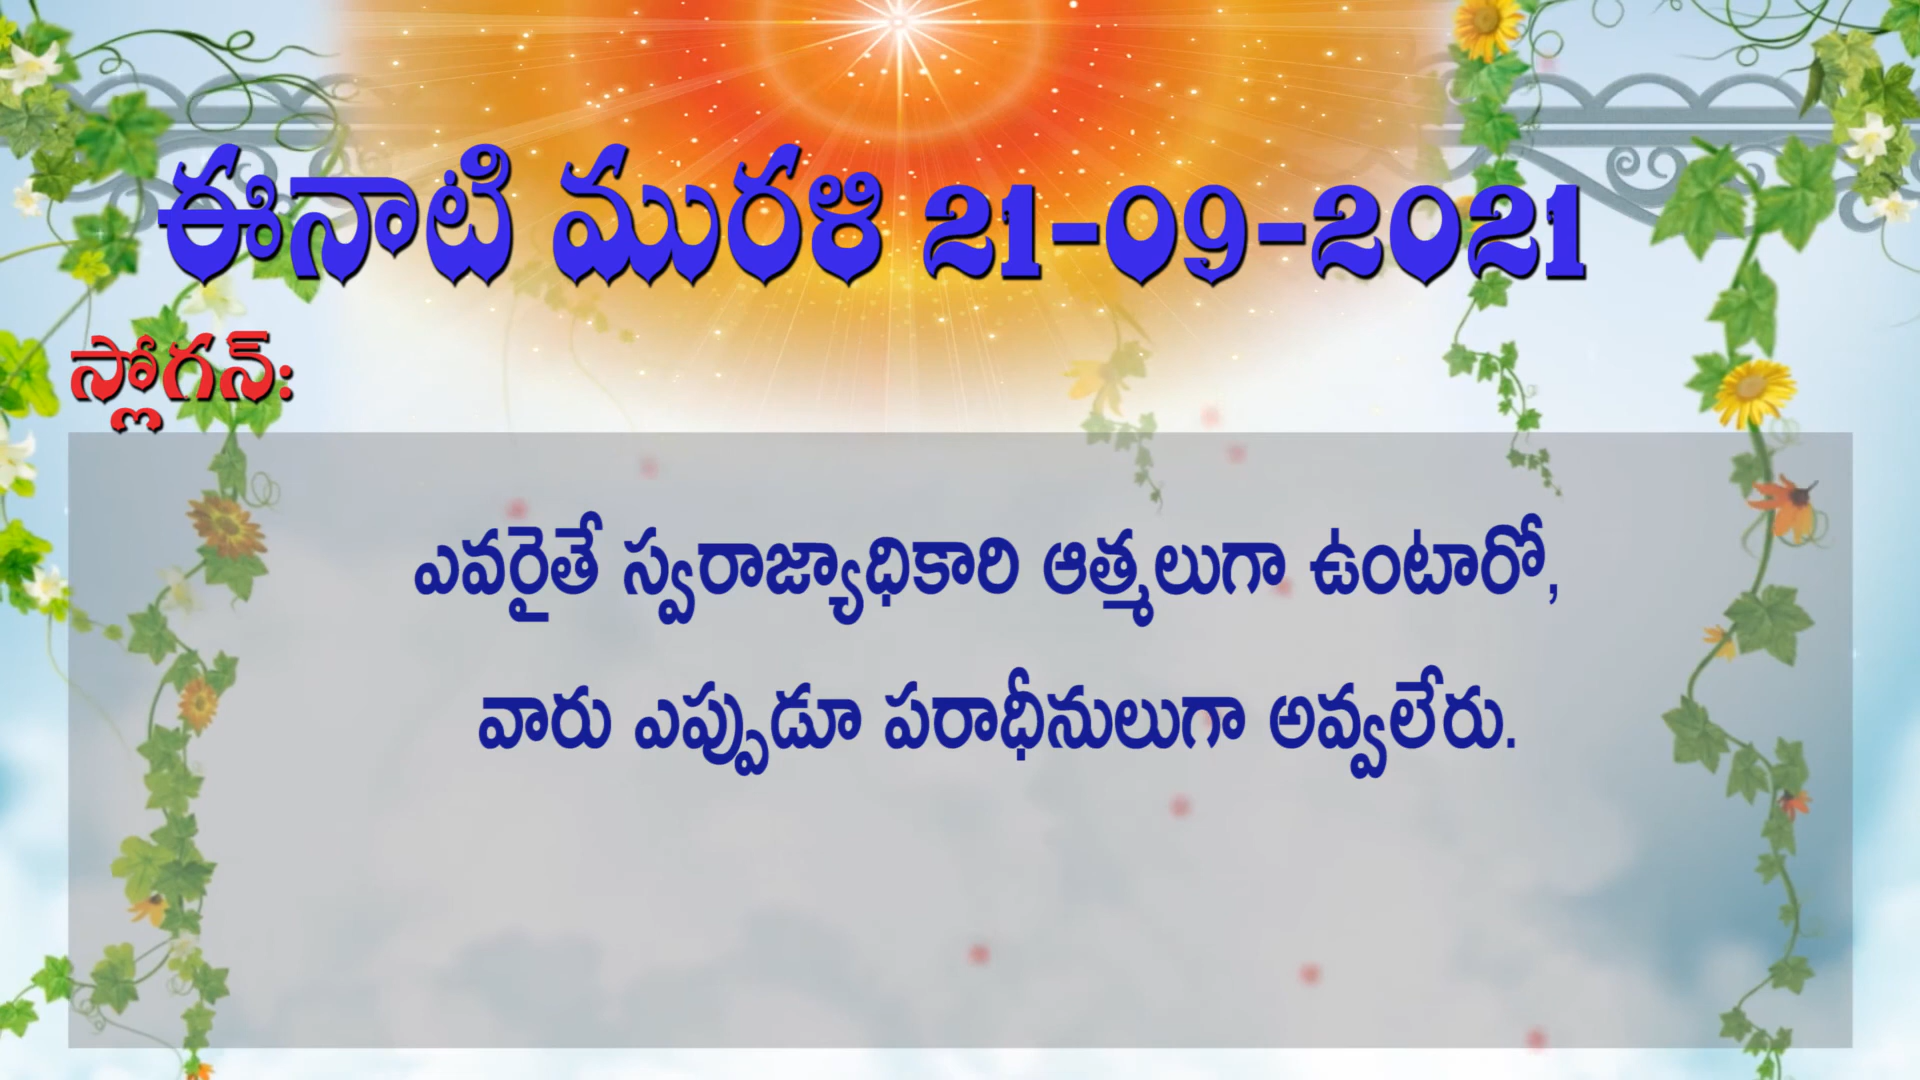 ఈనాటి మురళి 21-09-2021
స్లోగన్:
ఎవరైతే స్వరాజ్యాధికారి ఆత్మలుగా ఉంటారో,
వారు ఎప్పుడూ పరాధీనులుగా అవ్వలేరు.